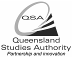 QSA
Queensland
Studies Authority
Partnership and innovation